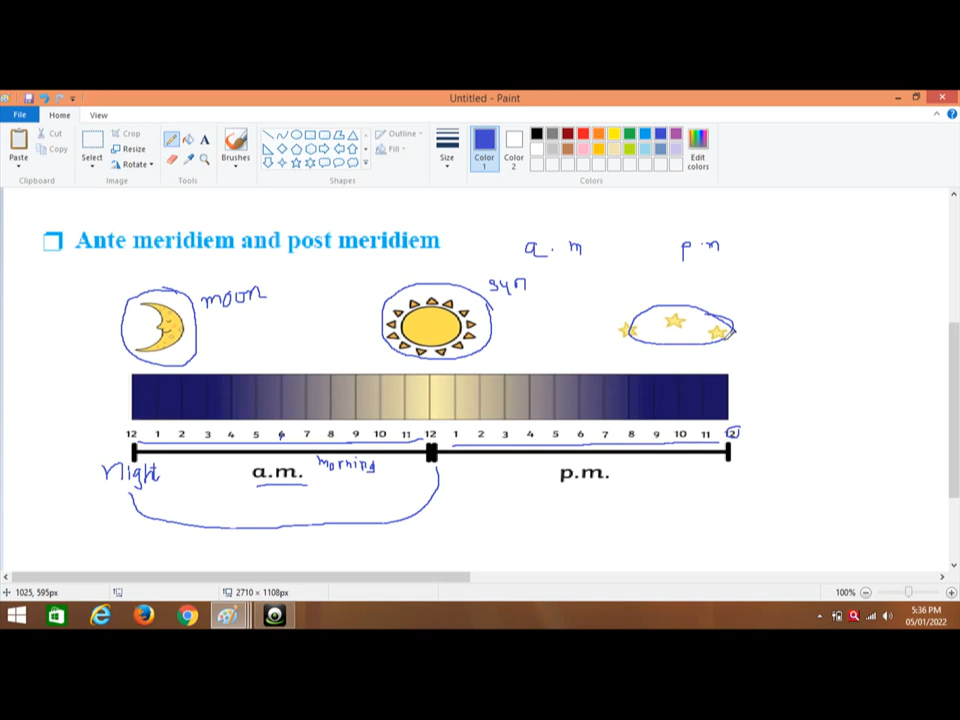 Untitled - Paint
File Home View
Cut
Copy
Paste
Clipboard
Crop
Resize
Rotate
Select
Image
A
Tools
Brushes
Shapes
Outline
Fill
Size
Color 1
Color 2
Edit colors
Colors
Ante meridiem and post meridiem
a. m
p.m
moon
sun
12 1 2 3 4 5 6 7 8 9 10 11 12 1 2 3 4 5 6 7 8 9 10 11 12
Night
a.m.
morning
p.m.
1025, 595px
2710 × 1108px
100%
5:36 PM
05/01/2022